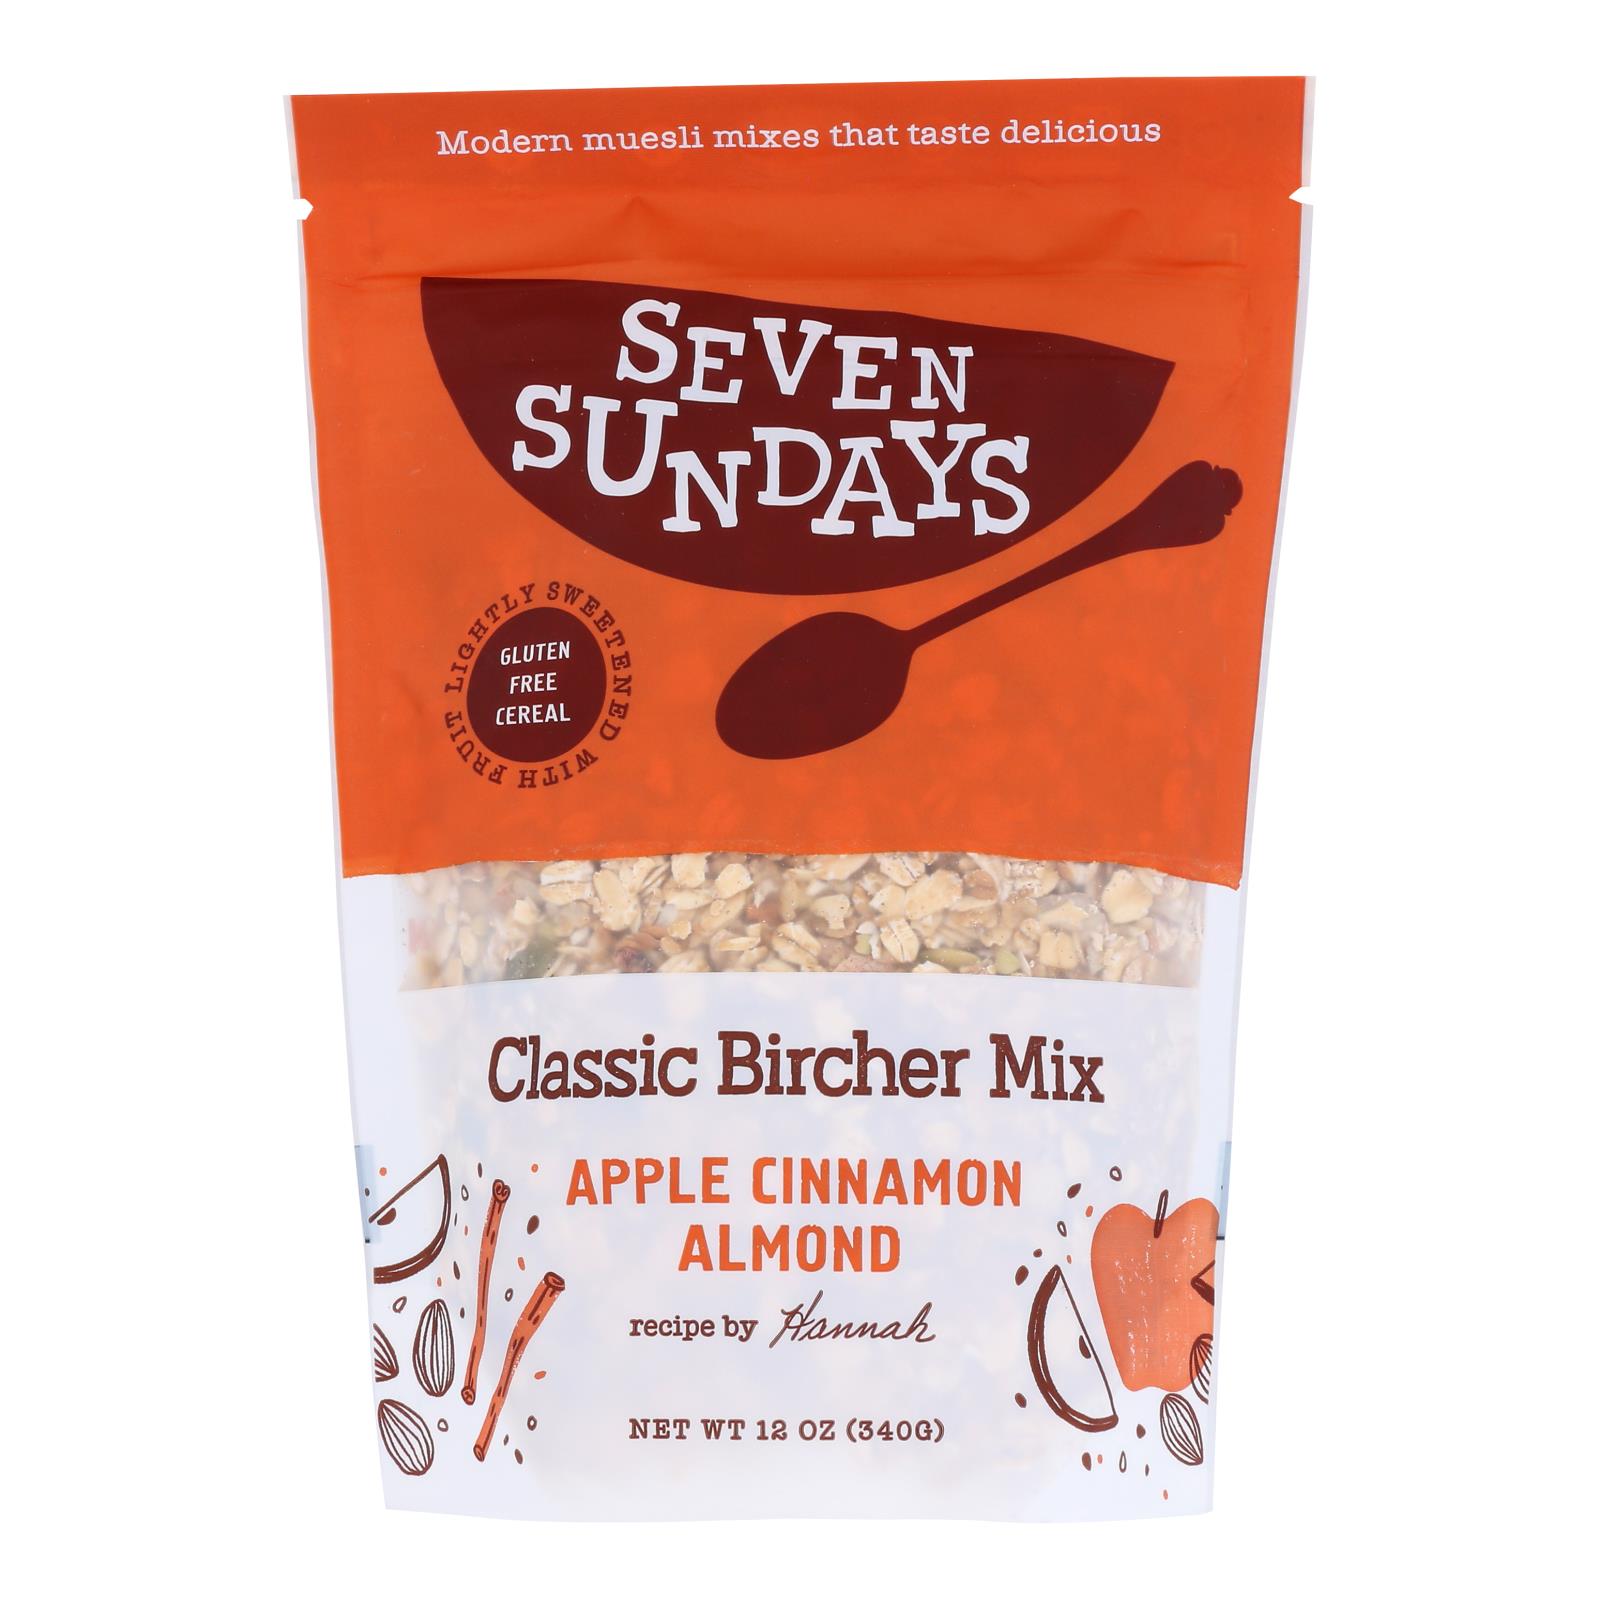 Modern muesli mixes that taste delicious
SEVEN
SUNDAYS
LIGHTLY SWEETENED WITH FRUIT
GLUTEN
FREE
CEREAL
Classic Bircher Mix
APPLE CINNAMON
ALMOND
recipe by Hannah
NET WT 12 OZ (340G)